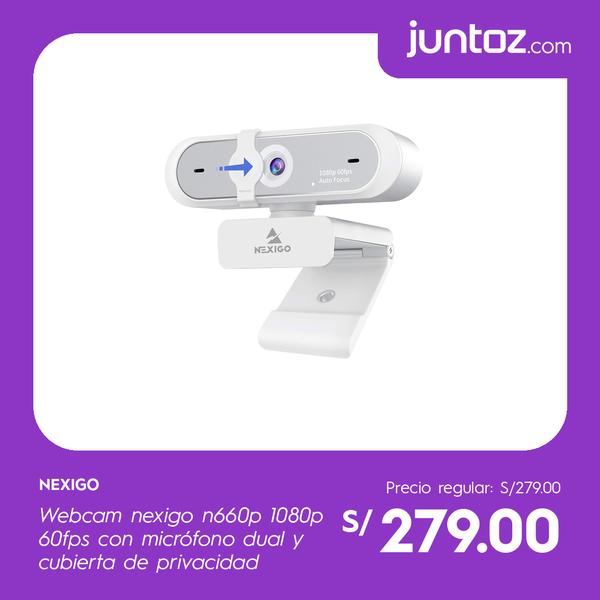 juntoz.com
1080p 60fps
Auto Focus
NEXIGO
NEXIGO
Webcam nexigo n660p 1080p
60fps con micrófono dual y
cubierta de privacidad
Precio regular: S/279.00
S/279.00